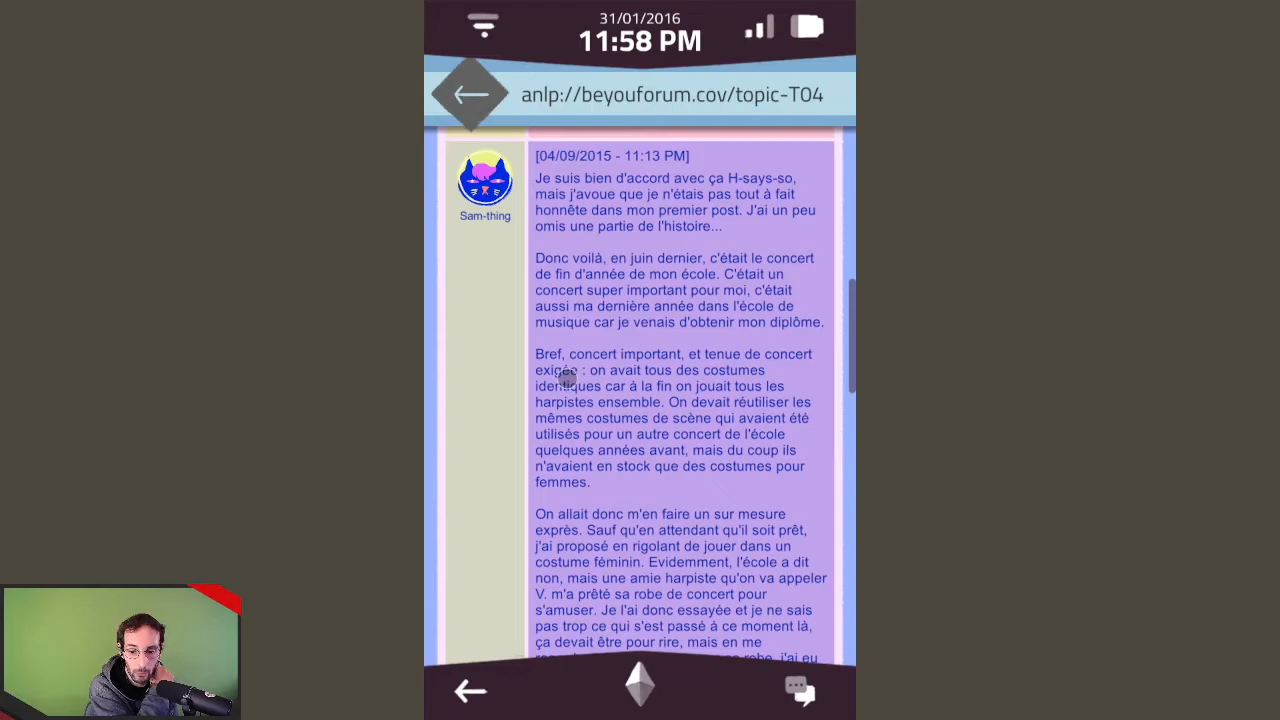 31/01/2016
11:58 PM
anlp://beyouforum.cov/topic-T04
[04/09/2015 - 11:13 PM]
Sam-thing
Je suis bien d'accord avec ça H-says-so,
mais j'avoue que je n'étais pas tout à fait
honnête dans mon premier post. J'ai un peu
omis une partie de l'histoire...
Donc voilà, en juin dernier, c'était le concert
de fin d'année de mon école. C'était un
concert super important pour moi, c'était
aussi ma dernière année dans l'école de
musique car je venais d'obtenir mon diplôme.
Bref, concert important, et tenue de concert
exigée : on avait tous des costumes
identiques car à la fin on jouait tous les
harpistes ensemble. On devait réutiliser les
mêmes costumes de scène qui avaient été
utilisés pour un autre concert de l'école
quelques années avant, mais du coup ils
n'avaient en stock que des costumes pour
femmes.
On allait donc m'en faire un sur mesure
exprès. Sauf qu'en attendant qu'il soit prêt,
j'ai proposé en rigolant de jouer dans un
costume féminin. Evidemment, l'école a dit
non, mais une amie harpiste qu'on va appeler
V. m'a prêté sa robe de concert pour
s'amuser. Je l'ai donc essayée et je ne sais
pas trop ce qui s'est passé à ce moment là,
ça devait être pour rire, mais en me
robe, j'ai eu